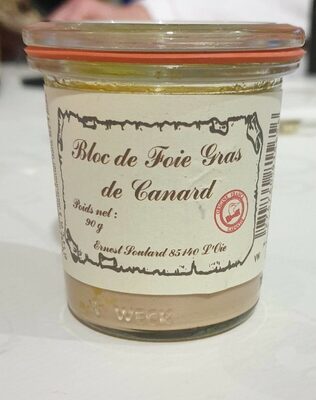 Bloc de Foie Gras
de Canard
Poids net :
90 g
Ernest Soulard 85140 L'Oie
WECK